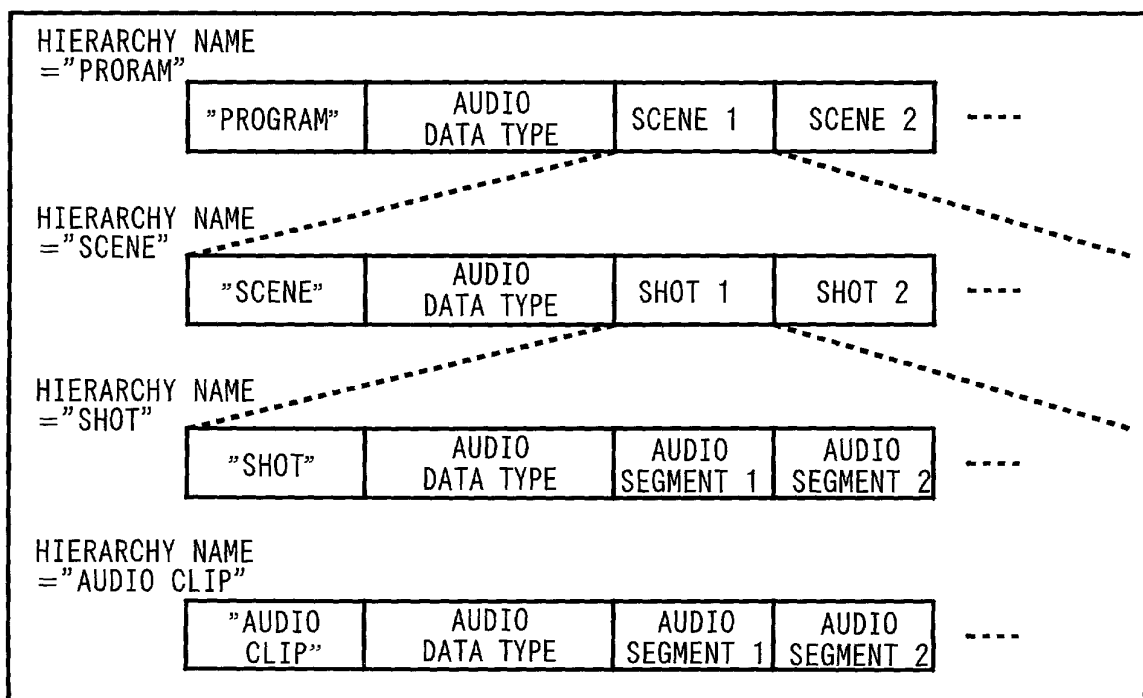 HIERARCHY NAME
="PRORAM"
"PROGRAM" AUDIO DATA TYPE SCENE 1 SCENE 2 ----
HIERARCHY NAME
="SCENE"
"SCENE" AUDIO DATA TYPE SHOT 1 SHOT 2 ----
HIERARCHY NAME
="SHOT"
"SHOT" AUDIO DATA TYPE AUDIO SEGMENT 1 AUDIO SEGMENT 2 ----
HIERARCHY NAME
="AUDIO CLIP"
"AUDIO CLIP" AUDIO DATA TYPE AUDIO SEGMENT 1 AUDIO SEGMENT 2 ----